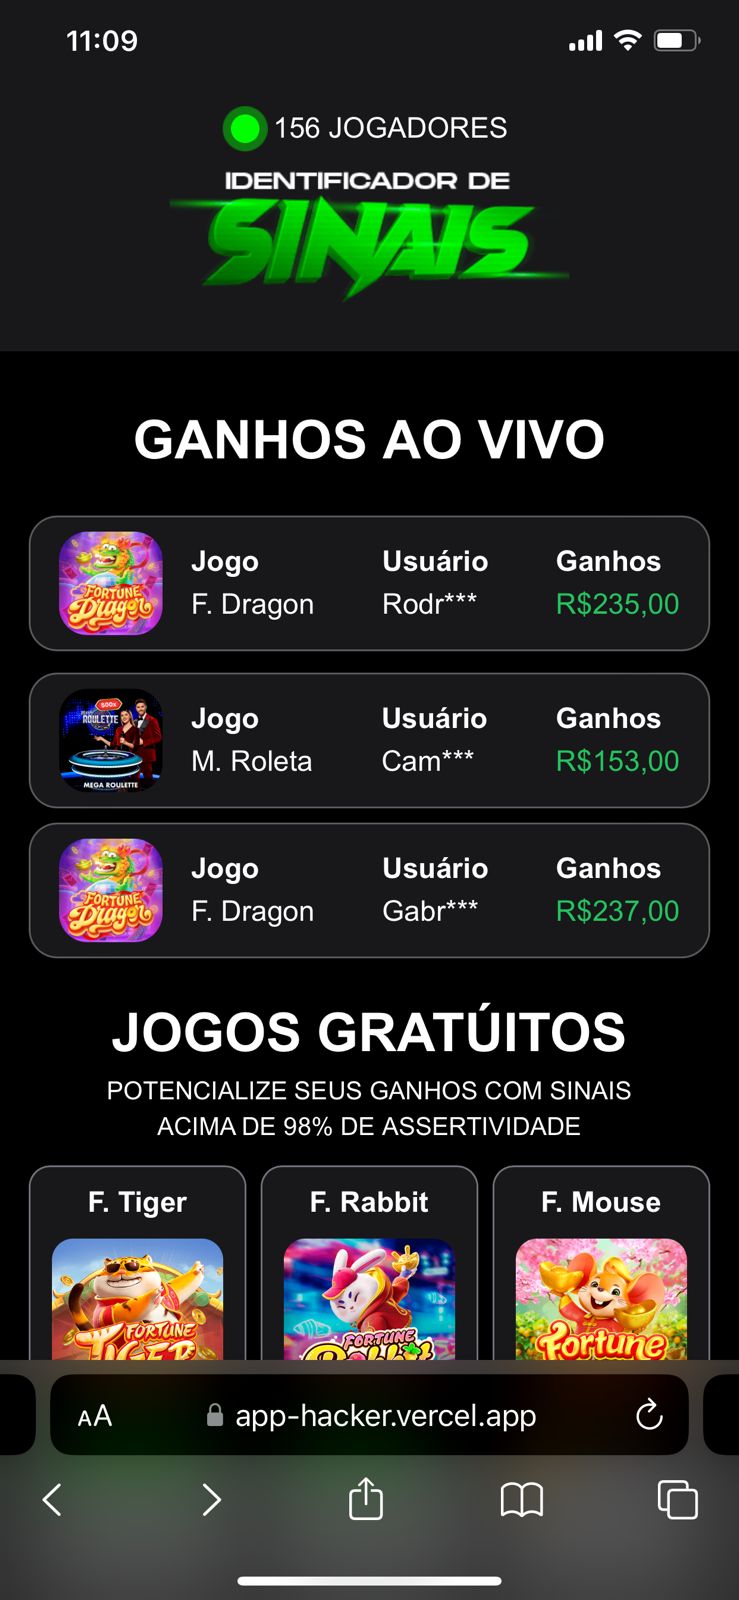 11:09
156 JOGADORES
IDENTIFICADOR DE
SINAIS
GANHOS AO VIVO
FORTUNE Dragon
Jogo Usuário Ganhos
F. Dragon Rodr*** R$235,00
500x
ROULETTE
MEGA ROULETTE
Jogo Usuário Ganhos
M. Roleta Cam*** R$153,00
FORTUNE Dragon
Jogo Usuário Ganhos
F. Dragon Gabr*** R$237,00
JOGOS GRATÚITOS
POTENCIALIZE SEUS GANHOS COM SINAIS
ACIMA DE 98% DE ASSERTIVIDADE
F. Tiger F. Rabbit F. Mouse
FORTUNE TIGER
FORTUNE Rabbit
Fortune
AA app-hacker.vercel.app